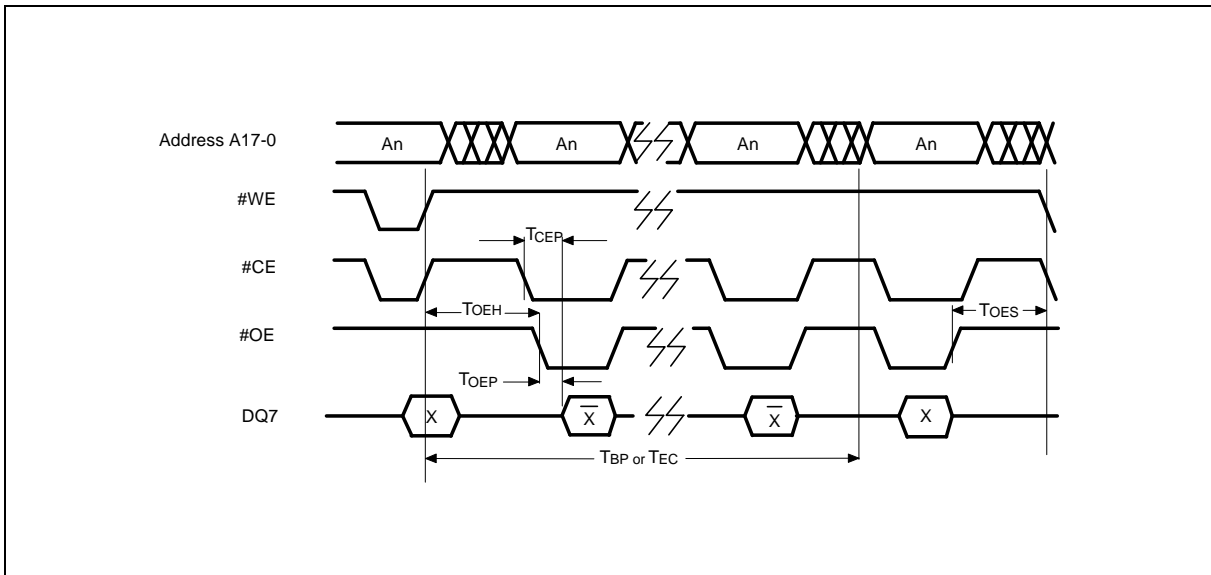 Address A17-0
An An An An
#WE
TCEP
#CE
TOEH TOES
#OE
TOEP
DQ7
X X̅ X̅ X
TBP or TEC